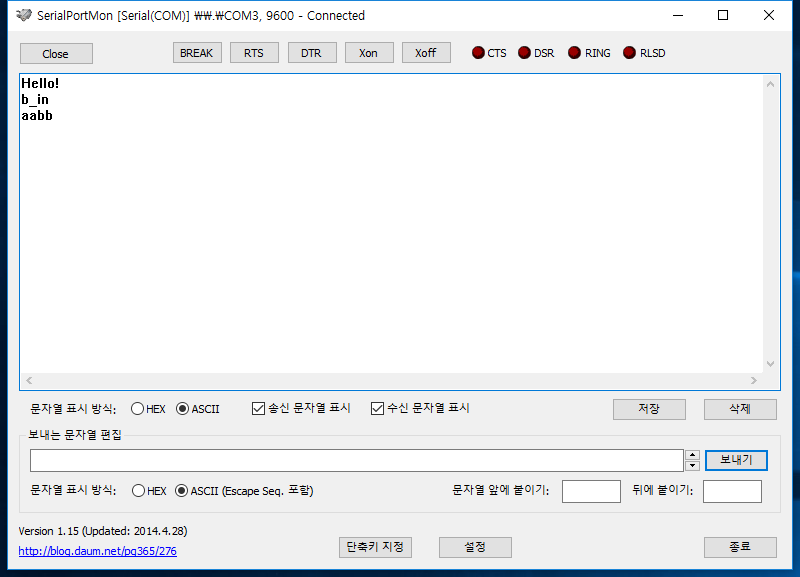 SerialPortMon [Serial(COM)] ₩₩.₩COM3, 9600 - Connected
Close BREAK RTS DTR Xon Xoff CTS DSR RING RLSD
Hello!
b_in
aabb
문자열 표시 방식: HEX ASCII 송신 문자열 표시 수신 문자열 표시 저장 삭제
보내는 문자열 편집
보내기
문자열 표시 방식: HEX ASCII (Escape Seq. 포함) 문자열 앞에 붙이기: 뒤에 붙이기:
Version 1.15 (Updated: 2014.4.28)
http://blog.daum.net/pg365/276 단축키 지정 설정 종료